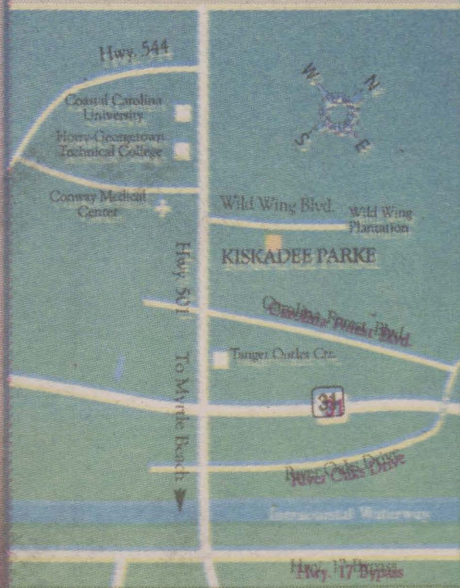 Hwy. 544
N
W
E
S
Coastal Carolina
University
Horry-Georgetown
Technical College
Conway Medical
Center
Wild Wing Blvd.
Wild Wing
Plantation
KISKADEE PARKE
Hwy. 501 To Myrtle Beach
Carolina Forest Blvd.
Tanger Outlet Ctr.
31
River Oaks Drive
Intracoastal Waterway
Hwy. 17 Bypass